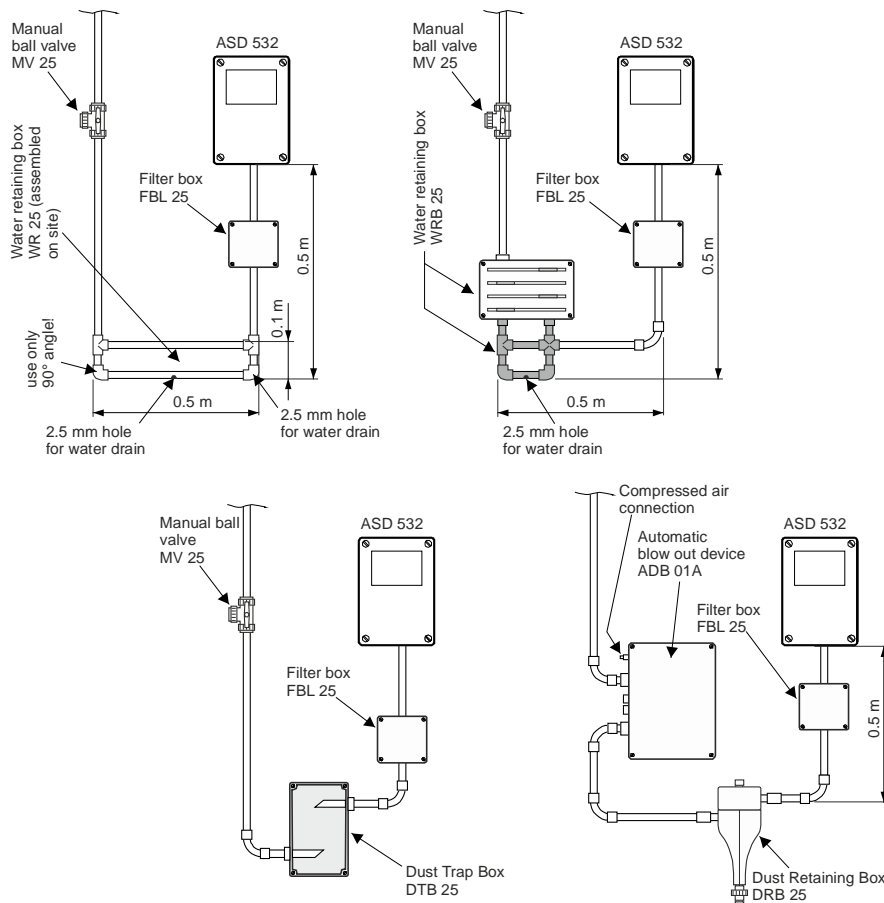 Manual
ball valve
MV 25
ASD 532
Water retaining box
WR 25 (assembled
on site)
Filter box
FBL 25
0.5 m
0.1 m
use only
90° angle!
0.5 m
2.5 mm hole
for water drain
2.5 mm hole
for water drain
Manual
ball valve
MV 25
ASD 532
Water retaining box
WRB 25
Filter box
FBL 25
0.5 m
0.5 m
2.5 mm hole
for water drain
Manual ball
valve
MV 25
ASD 532
Filter box
FBL 25
Dust Trap Box
DTB 25
Compressed air
connection
Automatic
blow out device
ADB 01A
ASD 532
Filter box
FBL 25
0.5 m
Dust Retaining Box
DRB 25